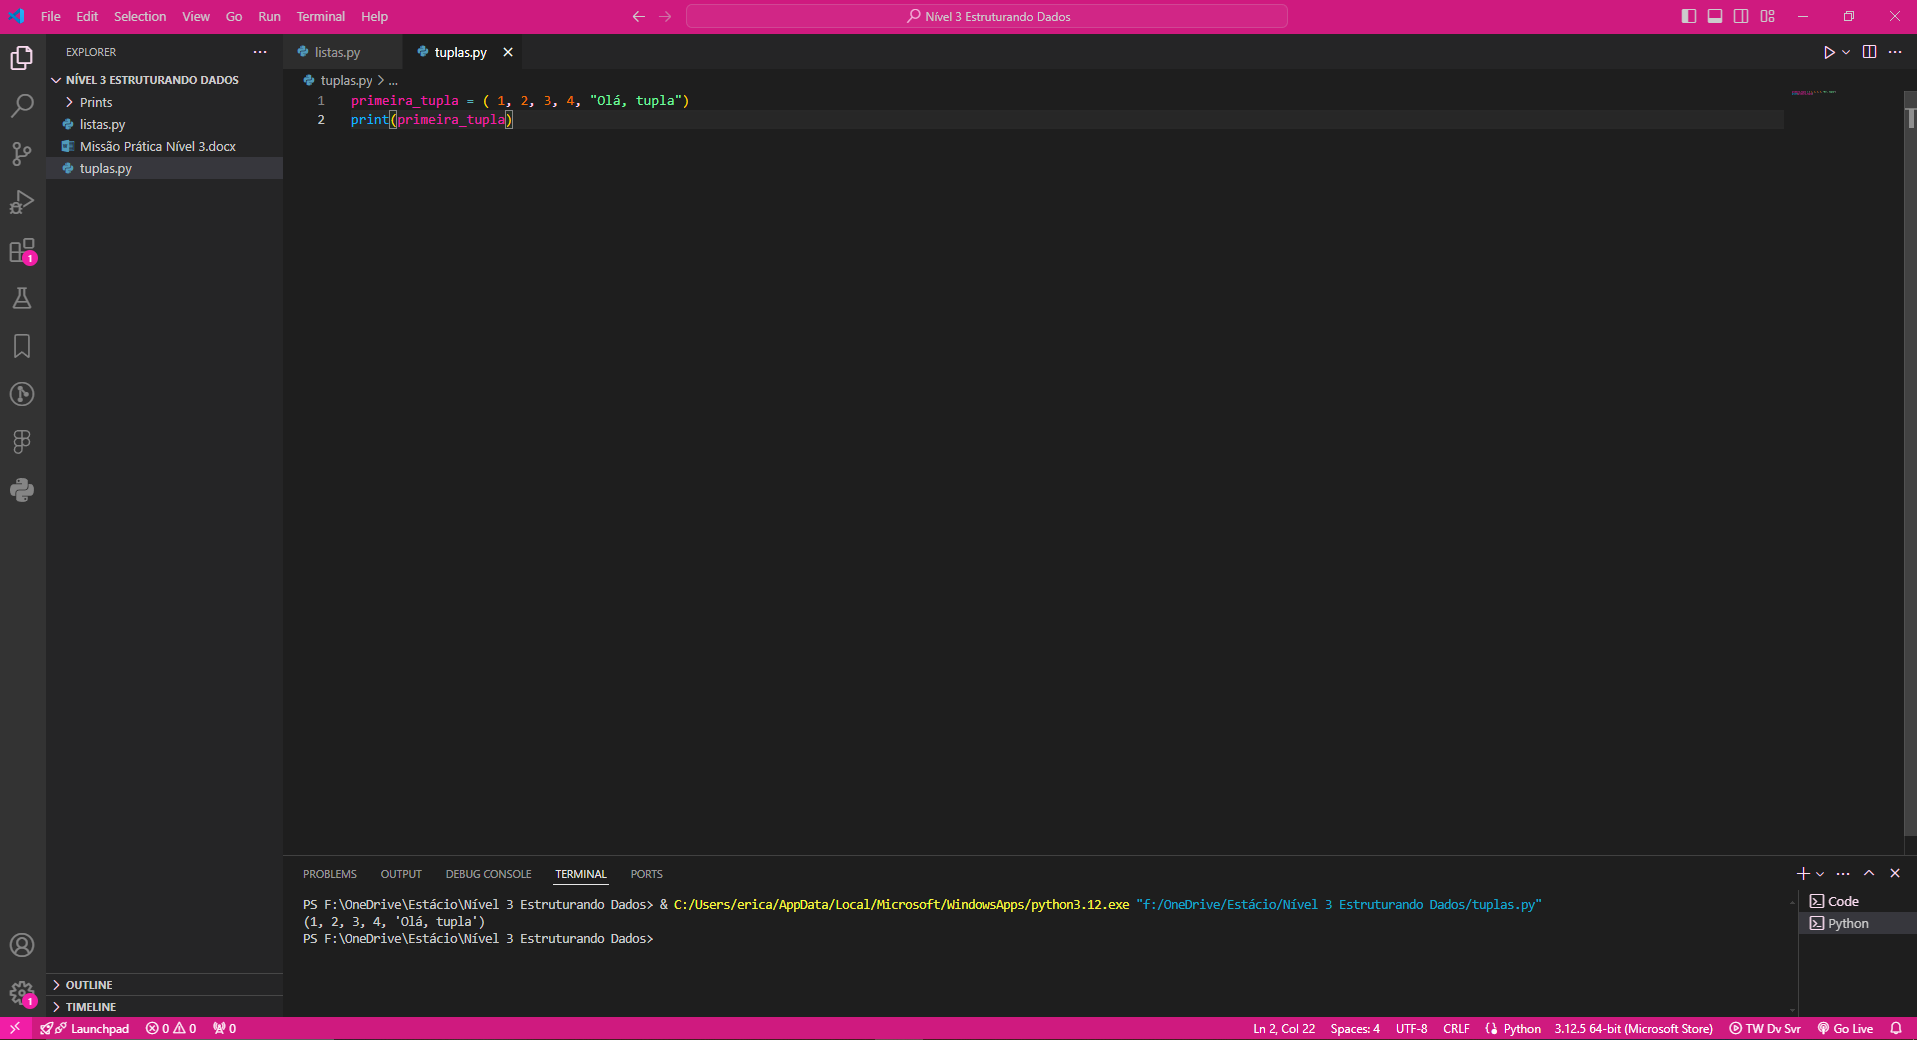 File Edit Selection View Go Run Terminal Help
Nível 3 Estruturando Dados
EXPLORER
listas.py
tuplas.py
NÍVEL 3 ESTRUTURANDO DADOS
Prints
listas.py
Missão Prática Nível 3.docx
tuplas.py
tuplas.py > ...
1 primeira_tupla = ( 1, 2, 3, 4, "Olá, tupla")
2 print(primeira_tupla)
1
PROBLEMS OUTPUT DEBUG CONSOLE TERMINAL PORTS
PS F:\OneDrive\Estácio\Nível 3 Estruturando Dados> & C:/Users/erica/AppData/Local/Microsoft/WindowsApps/python3.12.exe "f:/OneDrive/Estácio/Nível 3 Estruturando Dados/tuplas.py"
(1, 2, 3, 4, 'Olá, tupla')
PS F:\OneDrive\Estácio\Nível 3 Estruturando Dados>
Code
Python
OUTLINE
1
TIMELINE
Launchpad 0 0 0 Ln 2, Col 22 Spaces: 4 UTF-8 CRLF Python 3.12.5 64-bit (Microsoft Store) TW Dv Svr Go Live